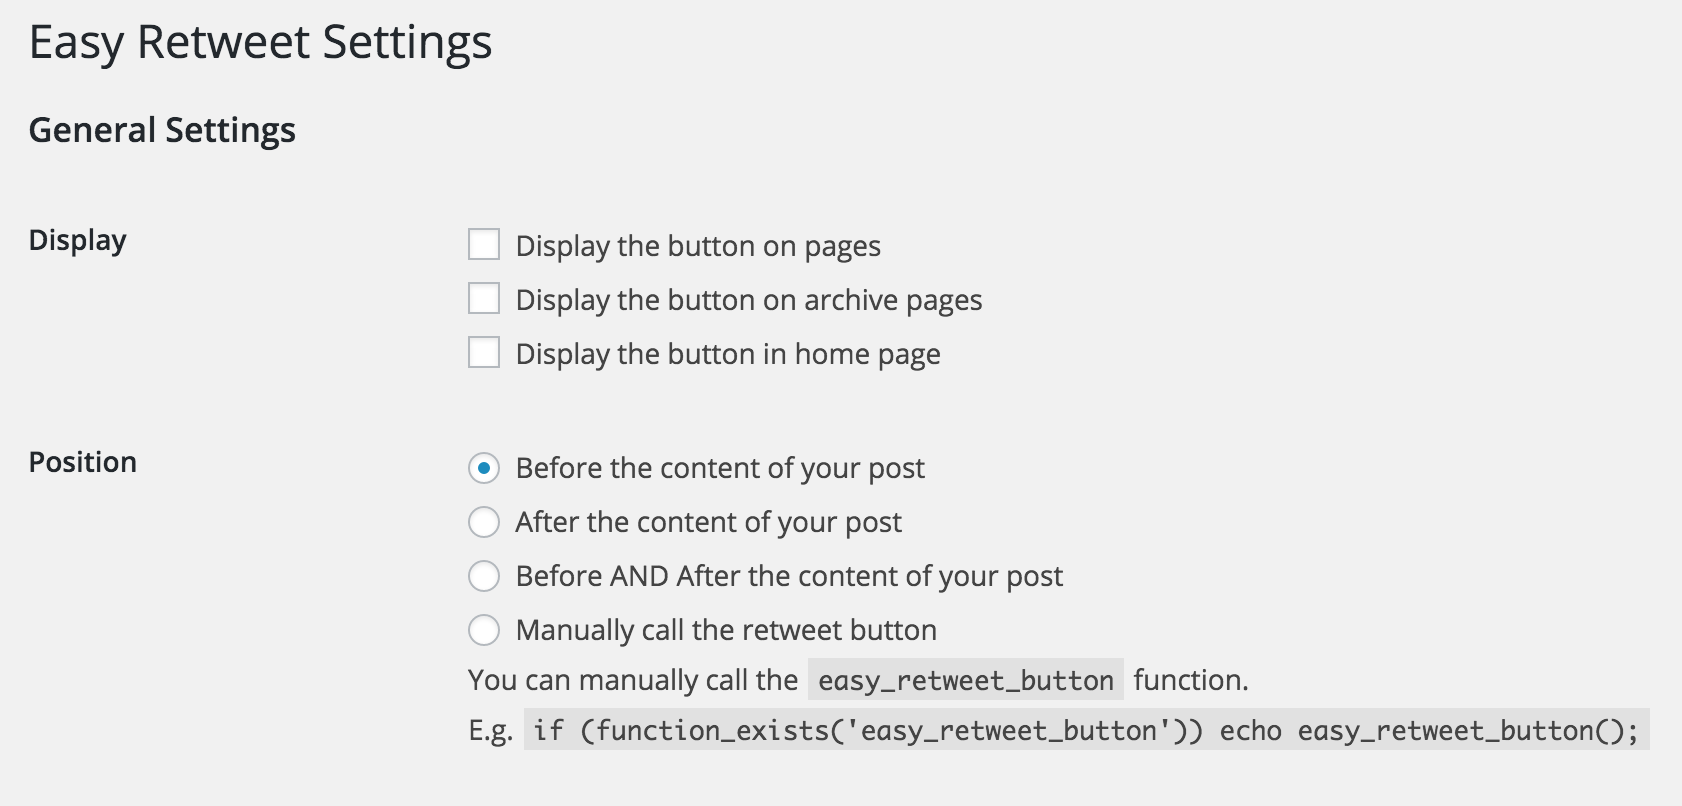 Easy Retweet Settings
General Settings
Display
Display the button on pages
Display the button on archive pages
Display the button in home page
Position
Before the content of your post
After the content of your post
Before AND After the content of your post
Manually call the retweet button
You can manually call the easy_retweet_button function.
E.g. if (function_exists('easy_retweet_button')) echo easy_retweet_button();